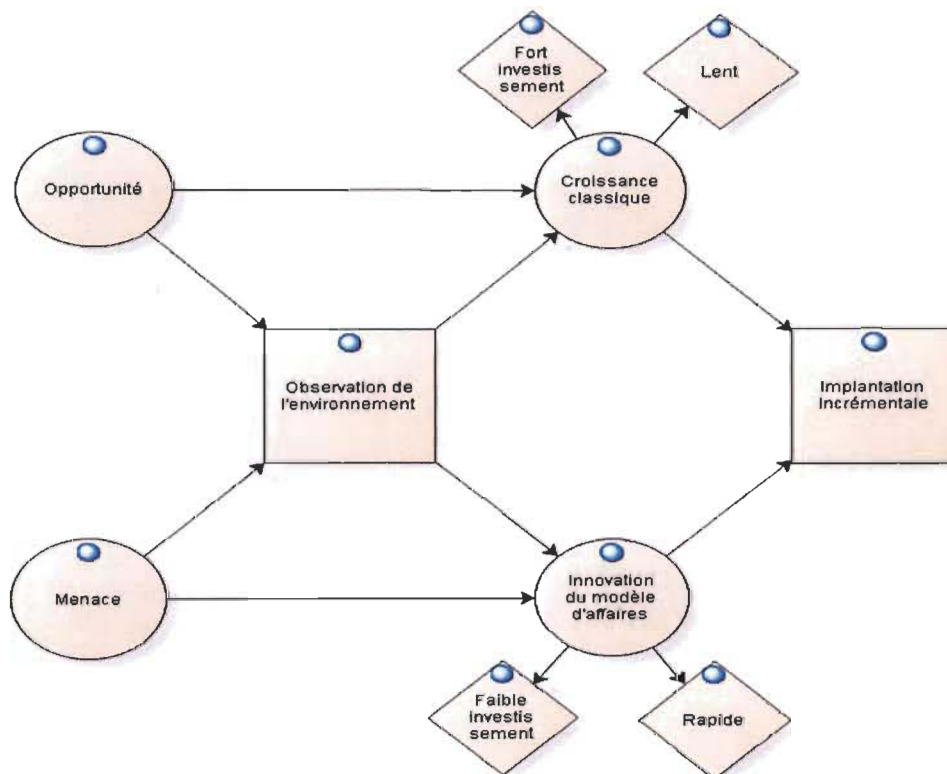 Fort
investis
sement
Lent
Opportunité
Croissance
classique
Observation de
l'environnement
Implantation
incrémentale
Menace
Innovation
du modèle
d'affaires
Faible
investis
sement
Rapide